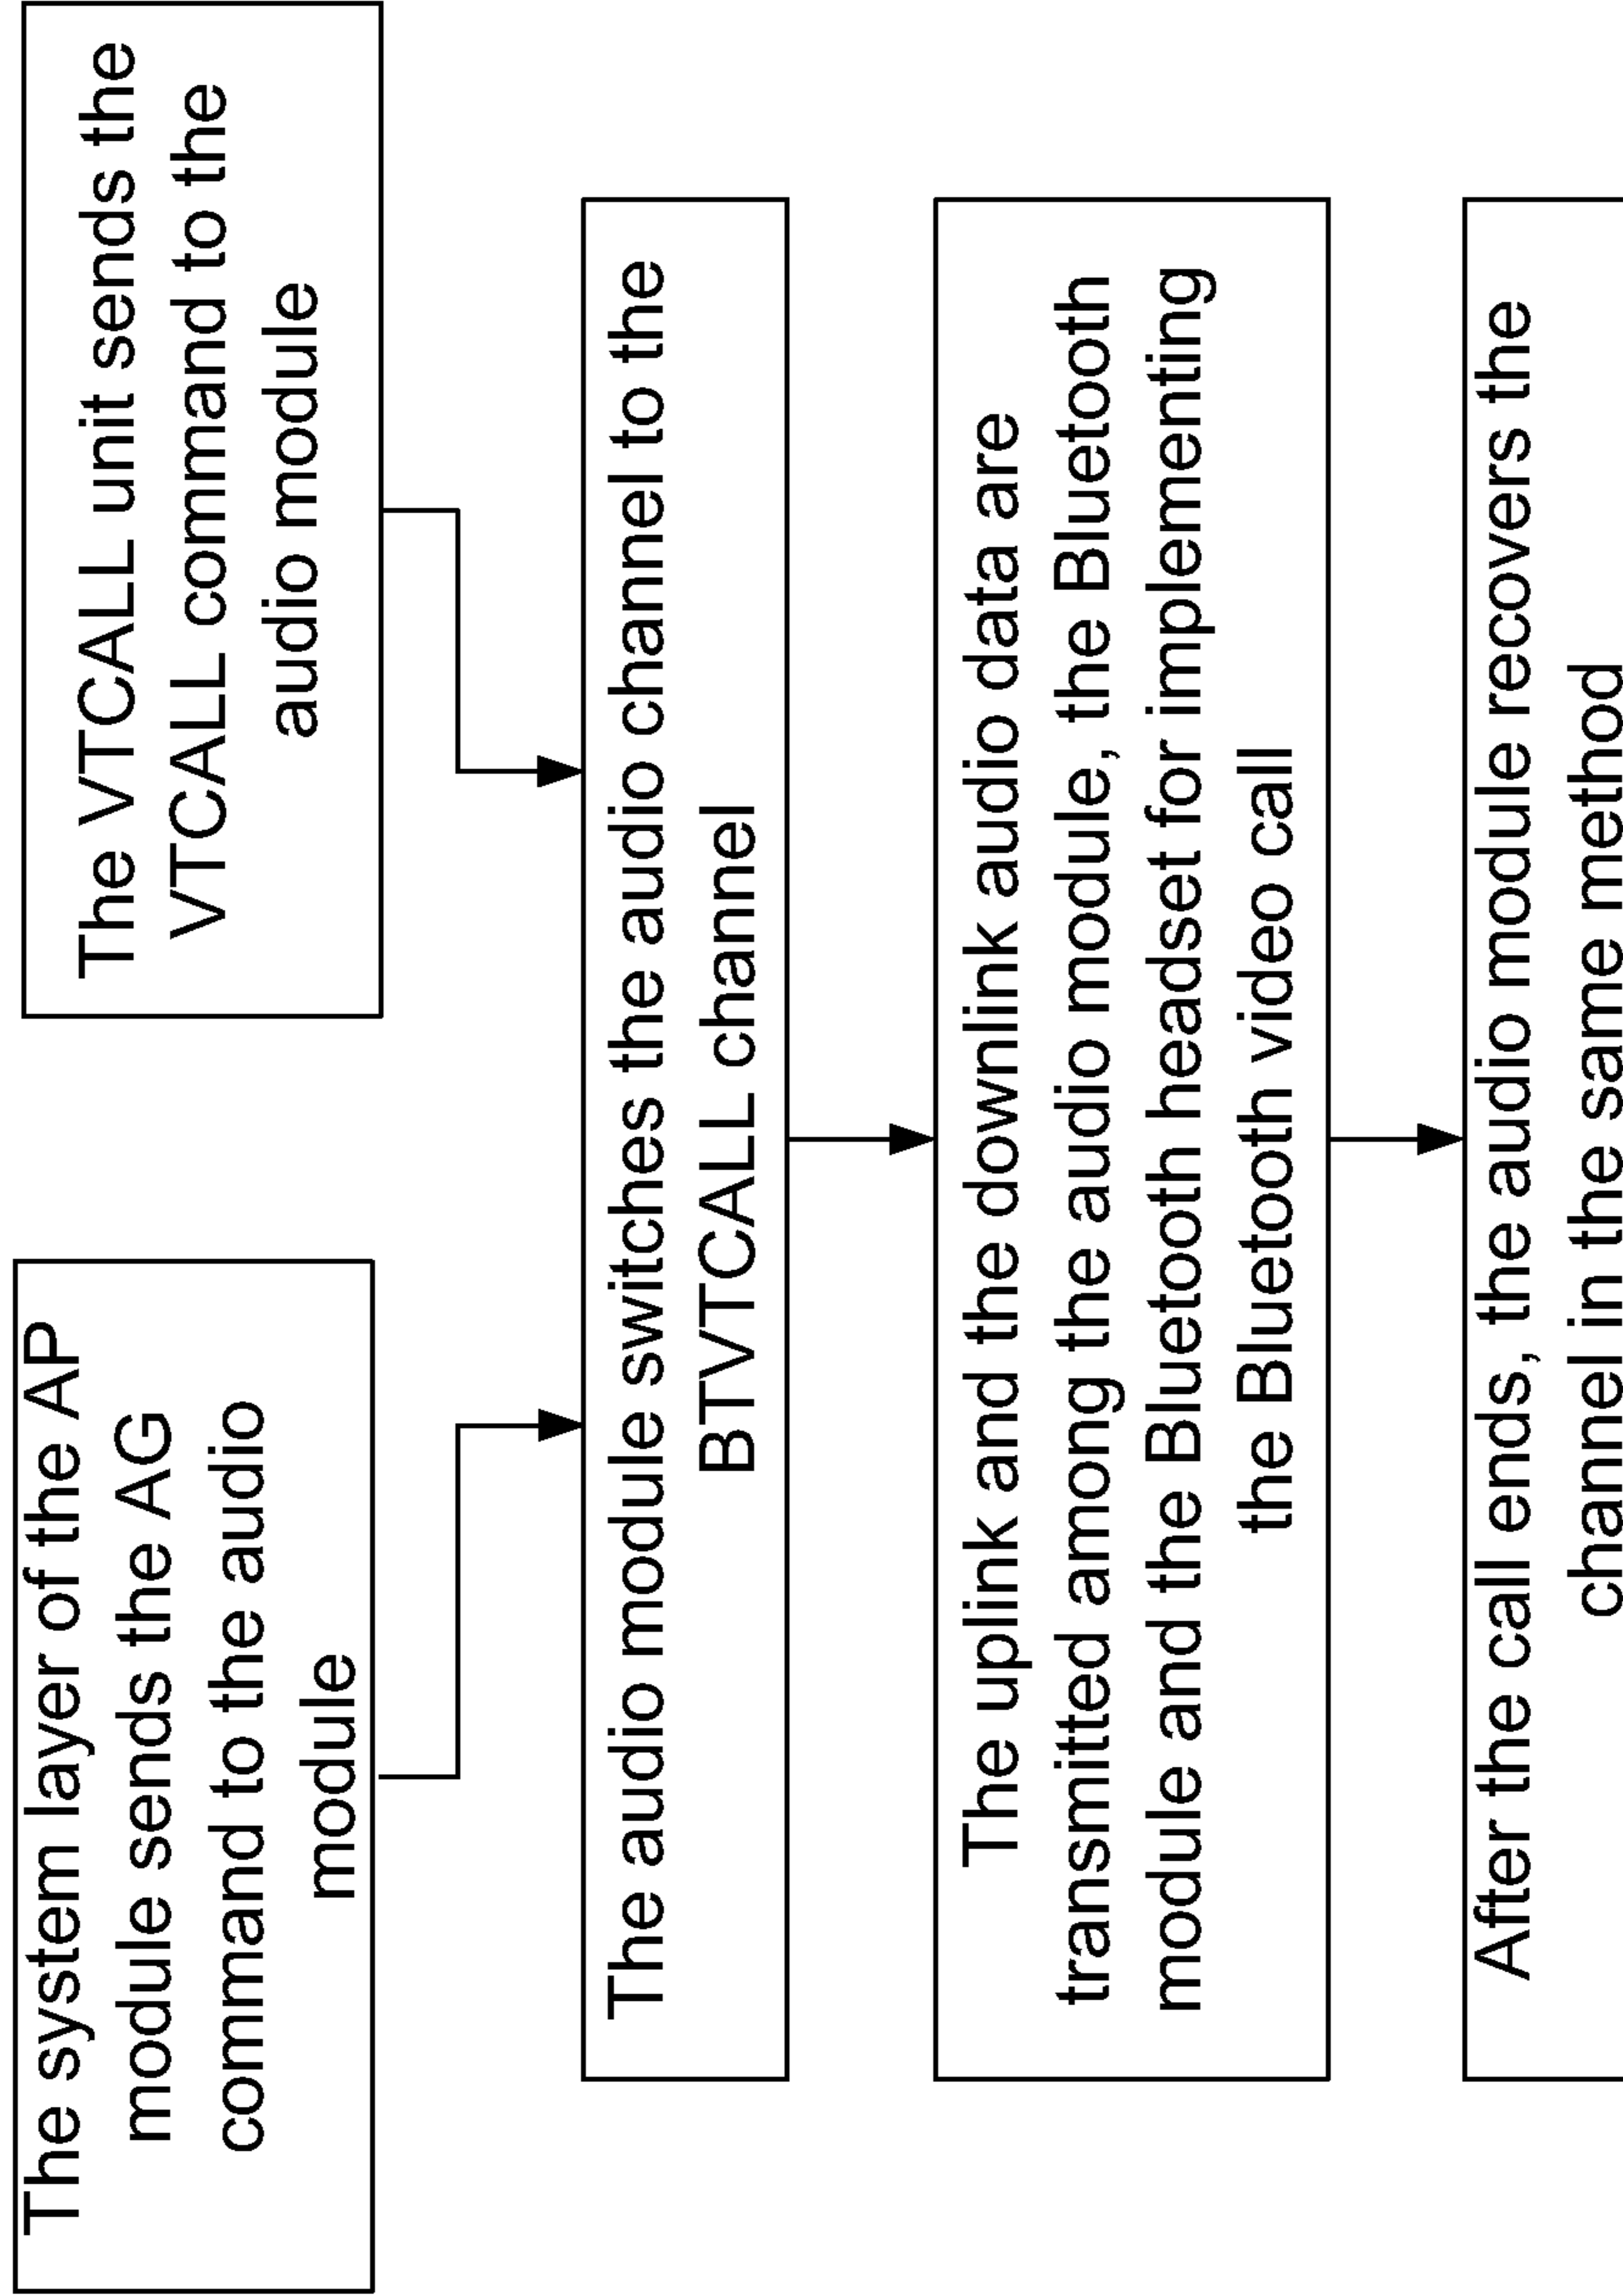 The system layer of the AP
module sends the AG
command to the audio
module
The VTCALL unit sends the
VTCALL command to the
audio module
The audio module switches the audio channel to the
BTVTCALL channel
The uplink and the downlink audio data are
transmitted among the audio module, the Bluetooth
module and the Bluetooth headset for implementing
the Bluetooth video call
After the call ends, the audio module recovers the
channel in the same method